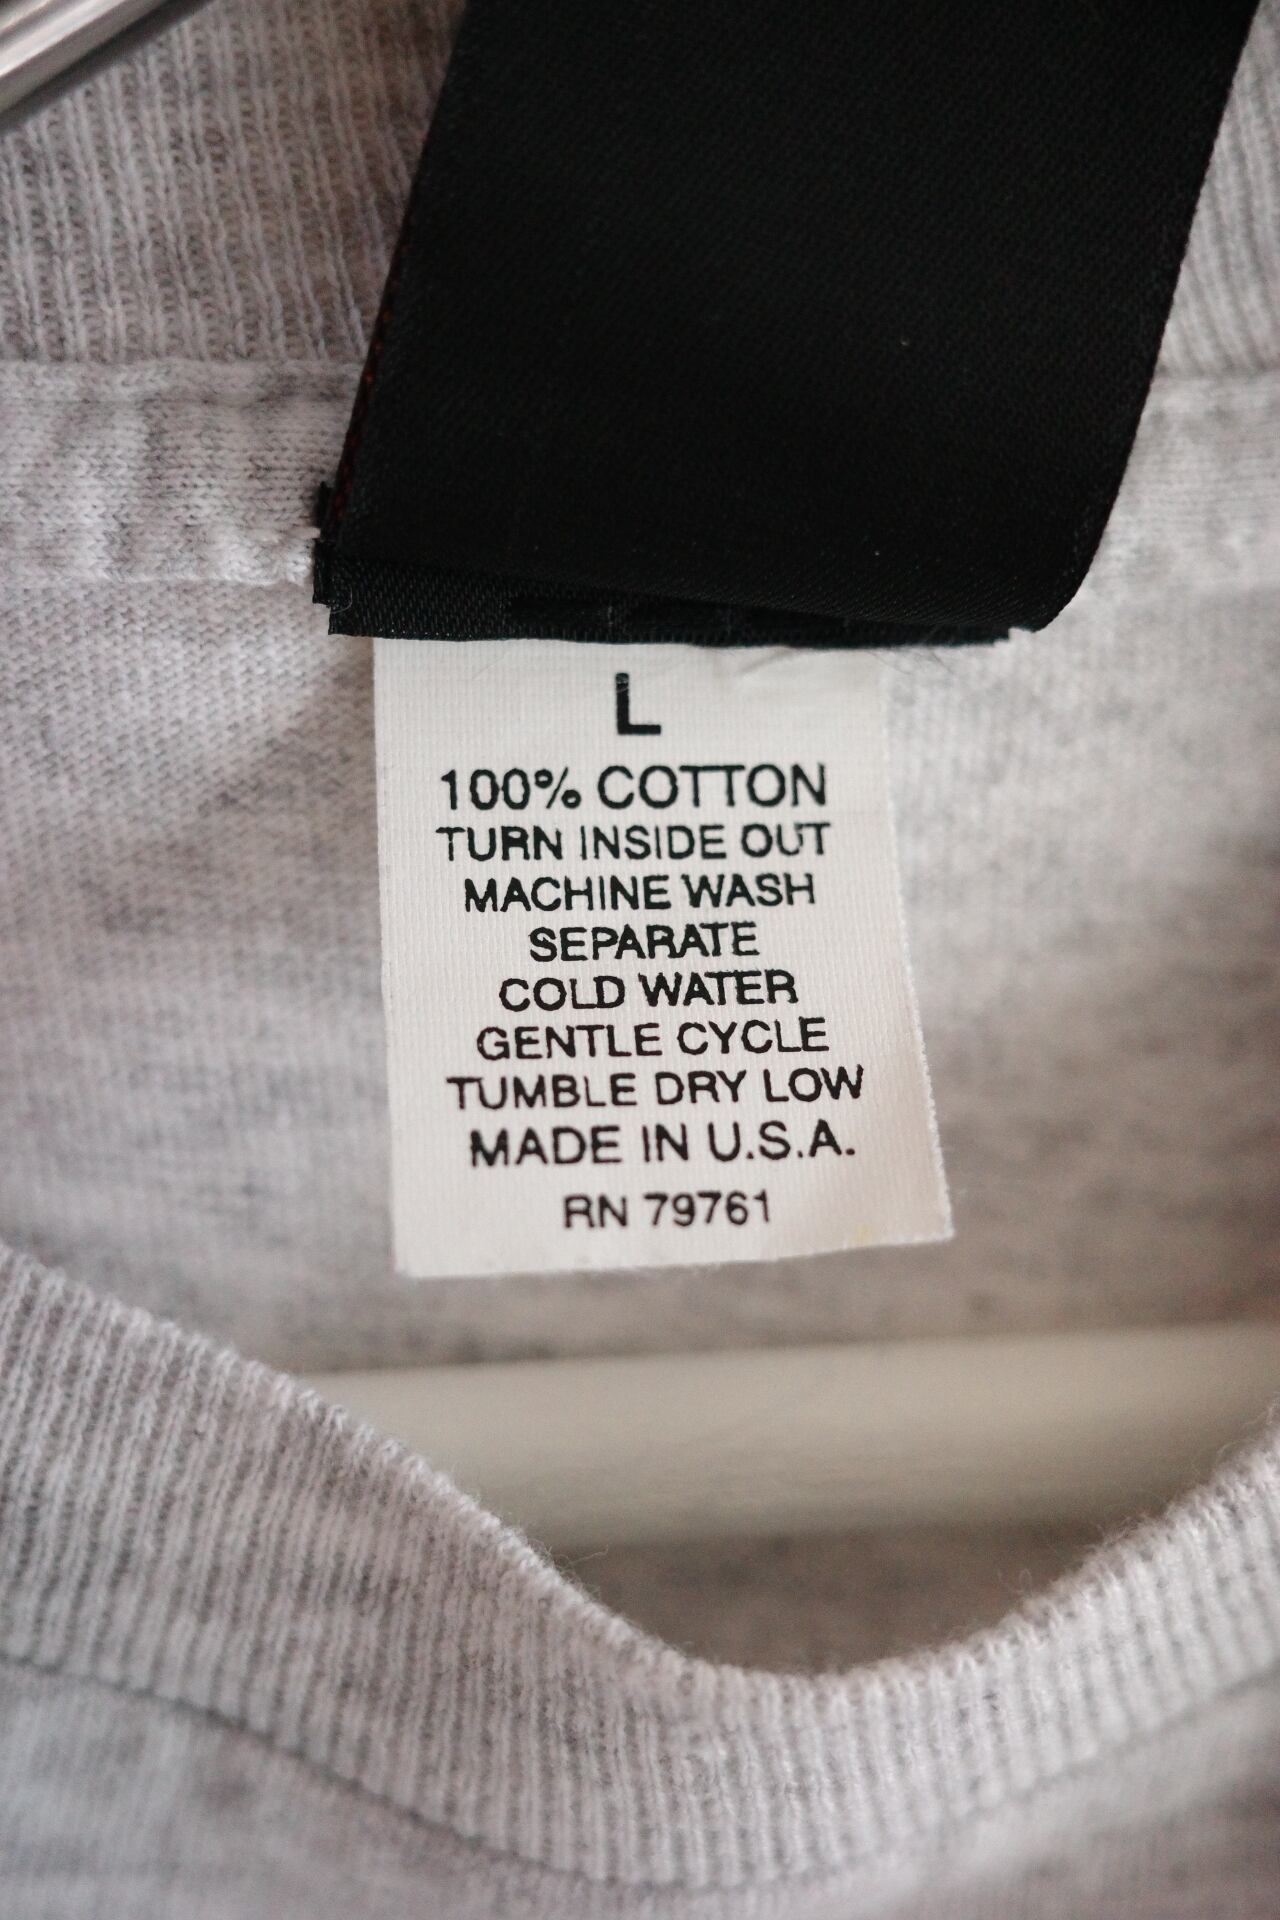 L
100% COTTON
TURN INSIDE OUT
MACHINE WASH
SEPARATE
COLD WATER
GENTLE CYCLE
TUMBLE DRY LOW
MADE IN U.S.A.
RN 79761